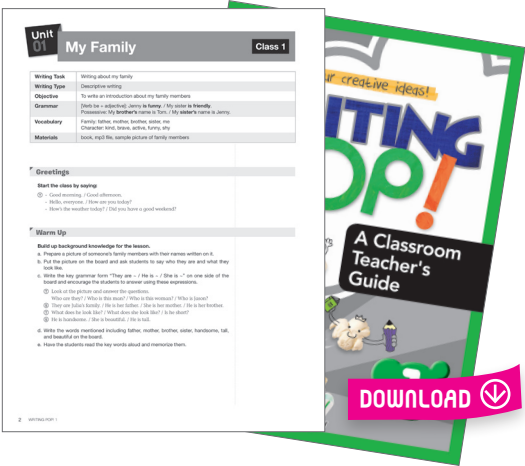 Unit
01
My Family
Class 1
Writing Task Writing about my family
Writing Type Descriptive writing
Objective To write an introduction about my family members
Grammar [Verb be + adjective]: Jenny is funny. / My sister is friendly.
Possessive: My brother's name is Tom. / My sister's name is Jenny.
Vocabulary Family: father, mother, brother, sister, me
Character: kind, brave, active, funny, shy
Materials book, mp3 file, sample picture of family members
Greetings
Start the class by saying:
Ⓣ - Good morning. / Good afternoon.
- Hello, everyone. / How are you today?
- How's the weather today? / Did you have a good weekend?
Warm Up
Build up background knowledge for the lesson.
a. Prepare a picture of someone's family members with their names written on it.
b. Put the picture on the board and ask students to say who they are and what they
look like.
c. Write the key grammar form "They are ~ / He is ~ / She is ~" on one side of the
board and encourage the students to answer using these expressions.
Ⓣ Look at the picture and answer the questions.
Who are they? / Who is this man? / Who is this woman? / Who is Jason?
Ⓢ They are Julia's family. / He is her father. / She is her mother. / He is her brother.
Ⓣ What does he look like? / What does she look like? / Is he short?
Ⓢ He is handsome. / She is beautiful. / He is tall.
d. Write the words mentioned including father, mother, brother, sister, handsome, tall,
and beautiful on the board.
e. Have the students read the key words aloud and memorize them.
2 WRITING POP! 1
ur creative ideas!
ITING
OP!
A Classroom
Teacher's
Guide
DOWNLOAD